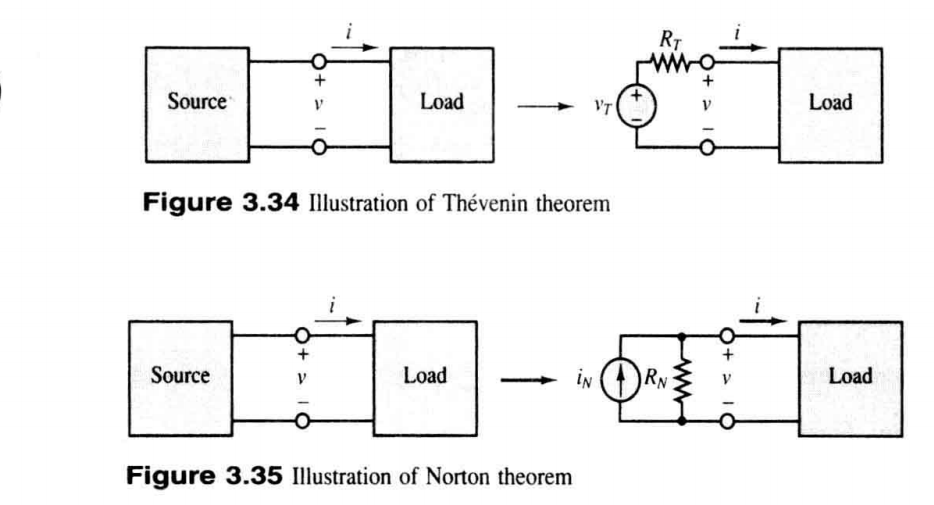 i
Source
+
v
−
Load
R_T
i
v_T
+
−
+
v
−
Load
Figure 3.34 Illustration of Thévenin theorem
i
Source
+
v
−
Load
i_N
R_N
i
+
v
−
Load
Figure 3.35 Illustration of Norton theorem